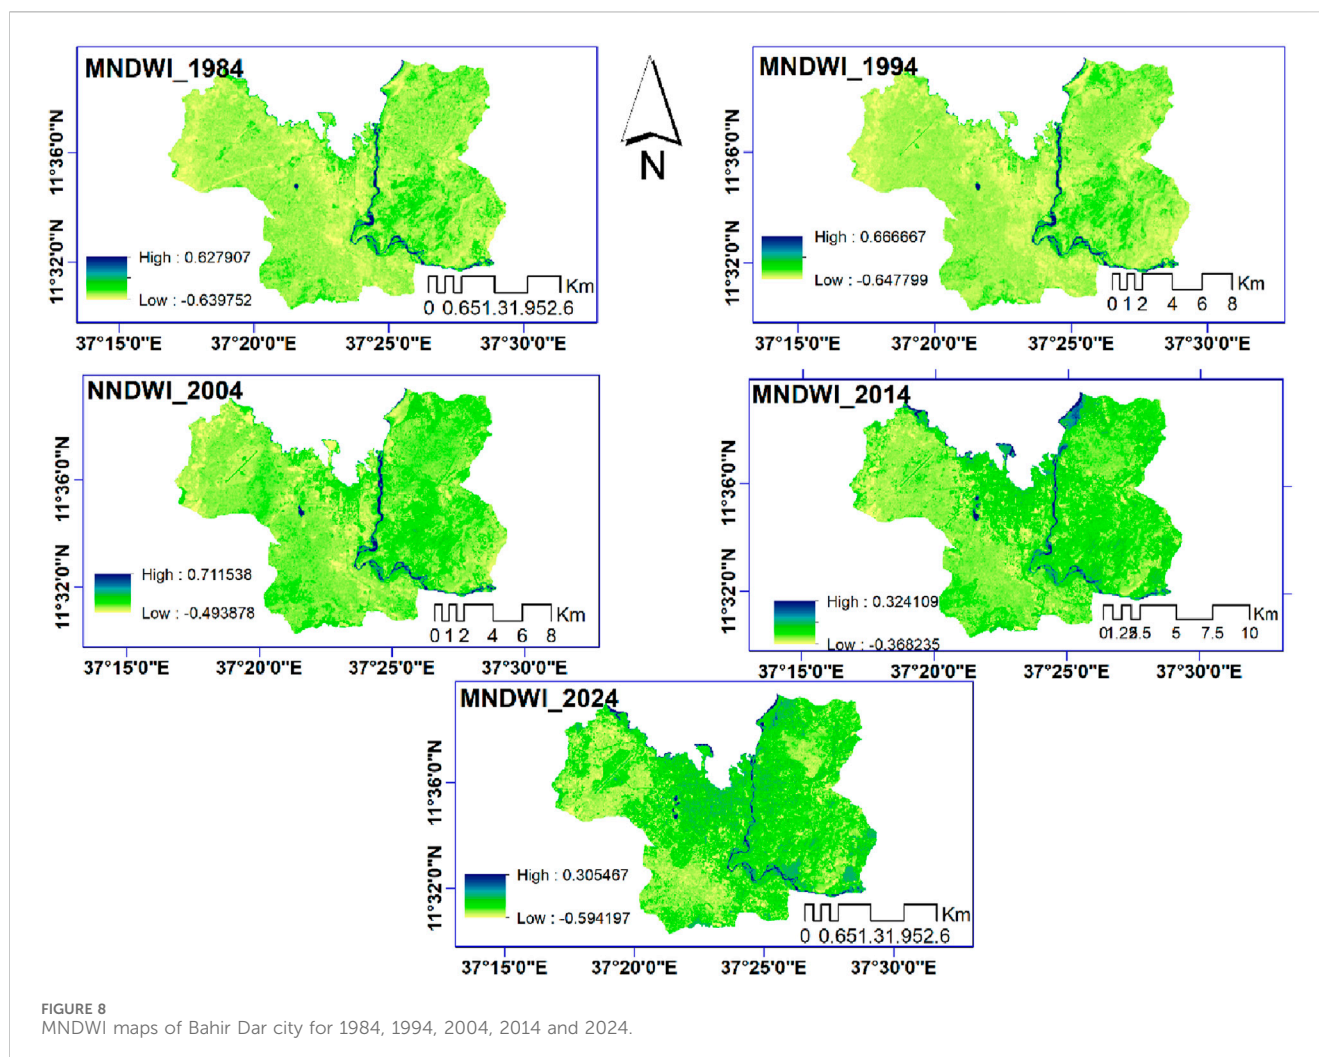 MNDWI_1984
11°36'0"N
11°32'0"N
High : 0.627907
Low : -0.639752
Km
0 0.651.31.952.6
37°15'0"E 37°20'0"E 37°25'0"E 37°30'0"E
N
MNDWI_1994
11°36'0"N
11°32'0"N
High : 0.666667
Low : -0.647799
Km
0 1 2 4 6 8
37°15'0"E 37°20'0"E 37°25'0"E 37°30'0"E
NNDWI_2004
11°36'0"N
11°32'0"N
High : 0.711538
Low : -0.493878
Km
0 1 2 4 6 8
37°15'0"E 37°20'0"E 37°25'0"E 37°30'0"E
MNDWI_2014
11°36'0"N
11°32'0"N
High : 0.324109
Low : -0.368235
Km
5 7.5 10
37°15'0"E 37°20'0"E 37°25'0"E 37°30'0"E
MNDWI_2024
11°36'0"N
11°32'0"N
High : 0.305467
Low : -0.594197
Km
0 0.651.31.952.6
37°15'0"E 37°20'0"E 37°25'0"E 37°30'0"E
FIGURE 8
MNDWI maps of Bahir Dar city for 1984, 1994, 2004, 2014 and 2024.